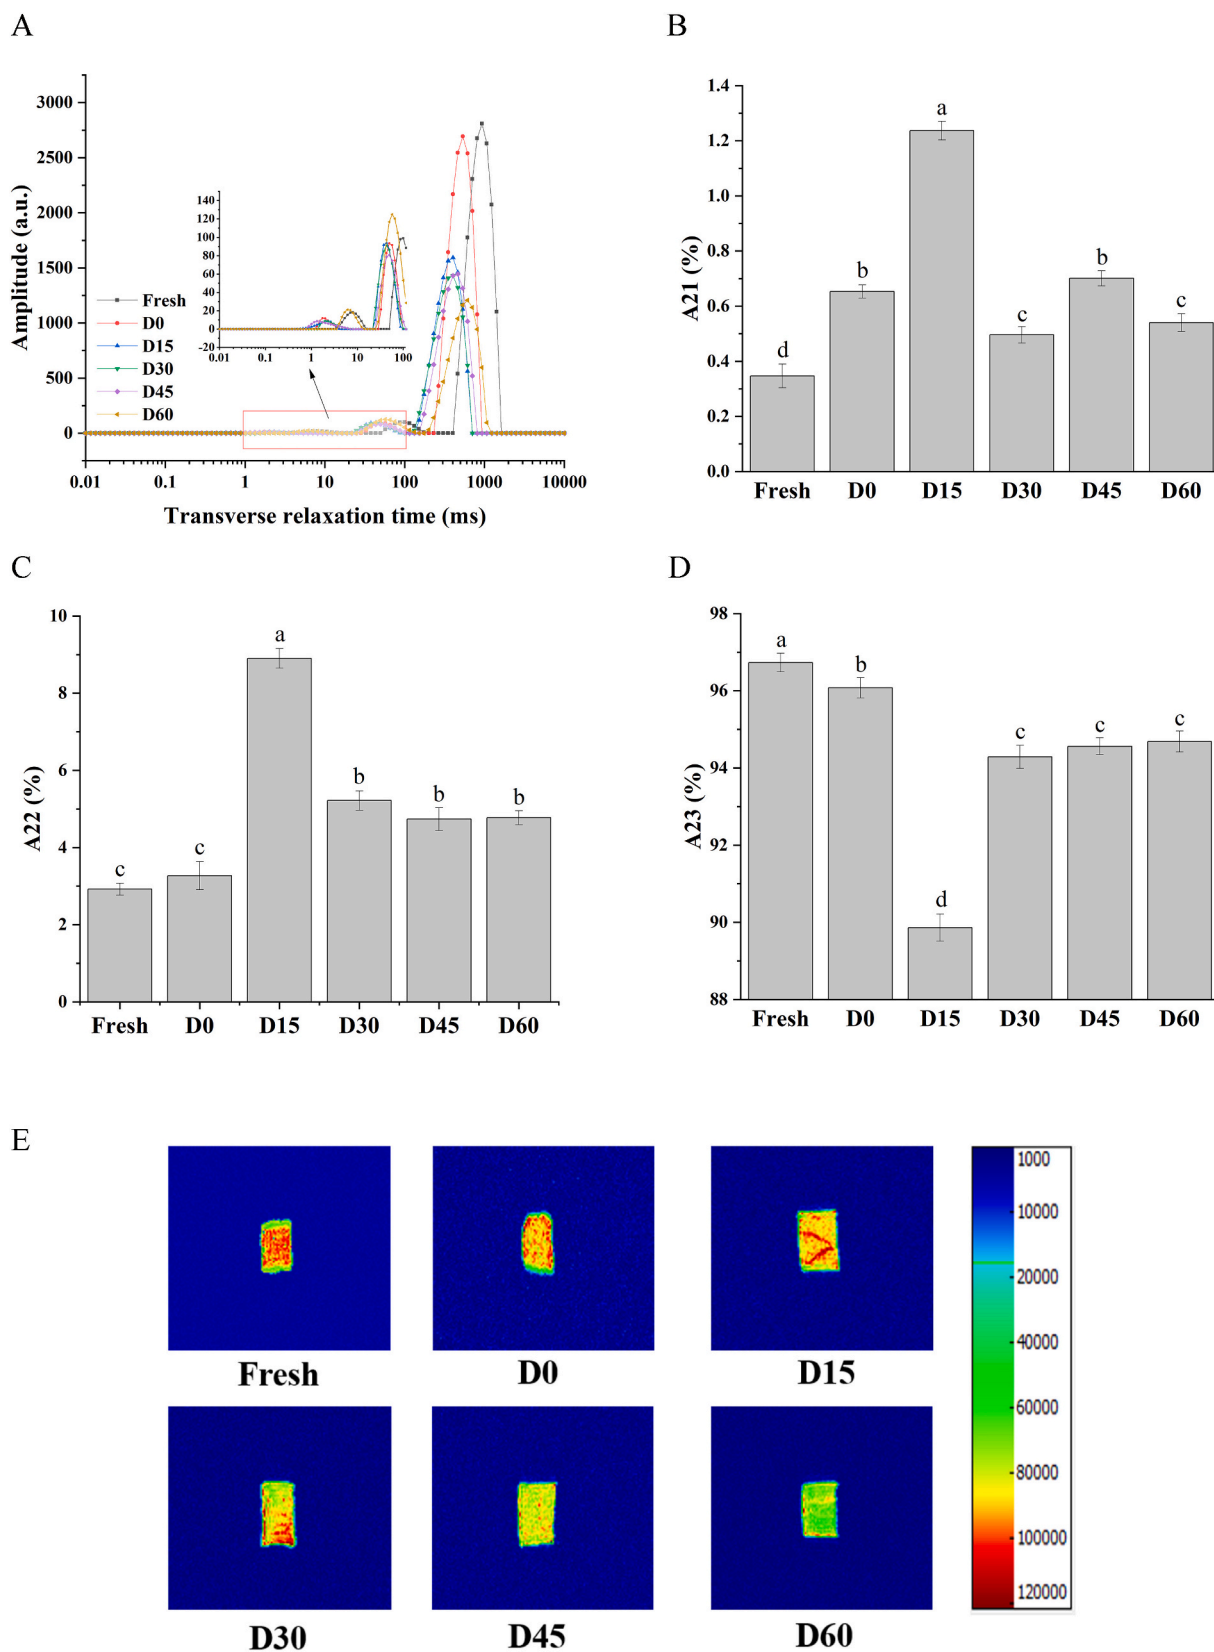 A
3000
2500
2000
1500
1000
500
0
Amplitude (a.u.)
140
120
100
80
60
40
20
0
-20
0.01 0.1 1 10 100
Fresh
D0
D15
D30
D45
D60
0.01 0.1 1 10 100 1000 10000
Transverse relaxation time (ms)
B
1.4
1.2
1.0
0.8
0.6
0.4
0.2
0.0
A21 (%)
d b a c b c
Fresh D0 D15 D30 D45 D60
C
10
8
6
4
2
0
A22 (%)
c c a b b b
Fresh D0 D15 D30 D45 D60
D
98
96
94
92
90
88
A23 (%)
a b d c c c
Fresh D0 D15 D30 D45 D60
E
Fresh D0 D15
D30 D45 D60
1000
10000
20000
40000
60000
80000
100000
120000